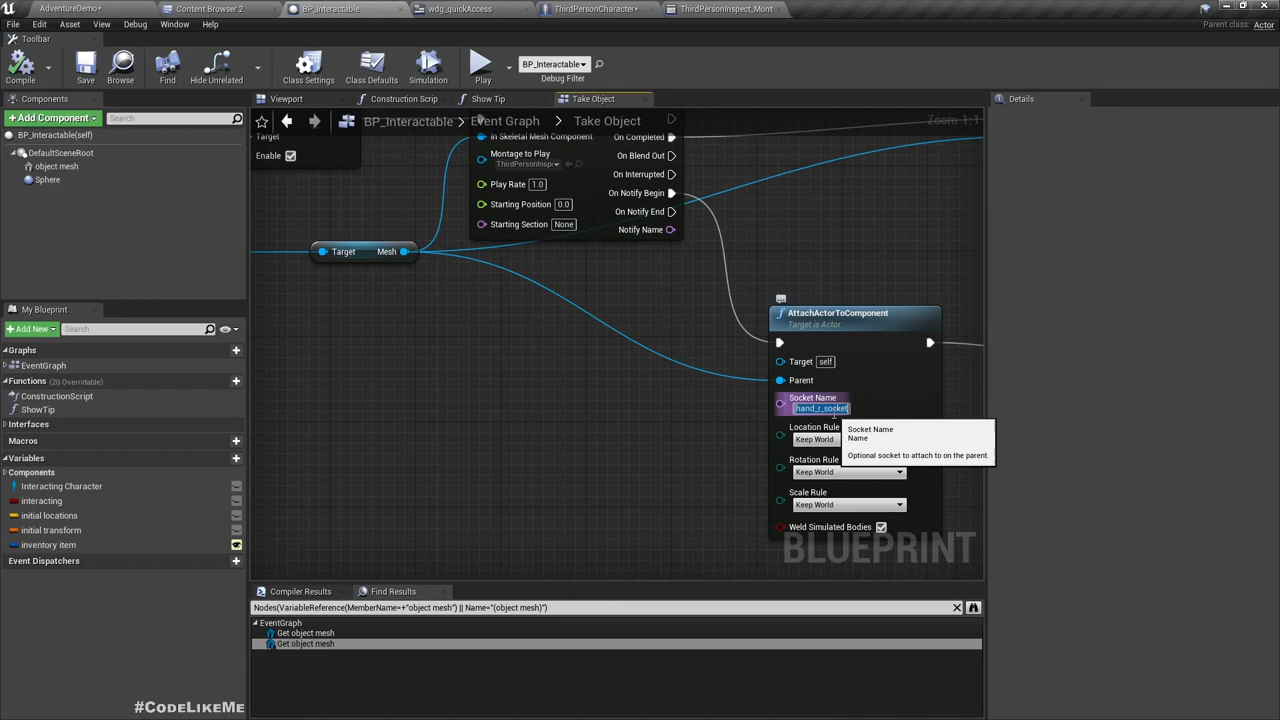 AdventureDemo*
Content Browser 2
BP_Interactable
wdg_quickAccess
ThirdPersonCharacter*
ThirdPersonInspect_Mont
File Edit Asset View Debug Window Help
Parent class: Actor
Toolbar
Compile
Save
Browse
Find
Hide Unrelated
Class Settings
Class Defaults
Simulation
Play
BP_Interactable
Debug Filter
Components
Viewport
Construction Scrip
Show Tip
Take Object
Details
+ Add Component
Search
BP_Interactable(self)
DefaultSceneRoot
object mesh
Sphere
BP_Interactable > Event Graph > Take Object
Zoom 1:1
Target
Enable
In Skeletal Mesh Component
On Completed
Montage to Play
ThirdPersonInsp
On Blend Out
On Interrupted
Play Rate 1.0
On Notify Begin
Starting Position 0.0
On Notify End
Starting Section None
Notify Name
Target Mesh
AttachActorToComponent
Target is Actor
Target self
Parent
Socket Name
hand_r_socket
Location Rule
Keep World
Rotation Rule
Keep World
Scale Rule
Keep World
Weld Simulated Bodies
Socket Name
Name
Optional socket to attach to on the parent.
BLUEPRINT
My Blueprint
+ Add New
Search
Graphs
EventGraph
Functions (20 Overridable)
ConstructionScript
ShowTip
Interfaces
Macros
Variables
Components
Interacting Character
interacting
initial locations
initial transform
inventory item
Event Dispatchers
Compiler Results
Find Results
Nodes(VariableReference(MemberName=+"object mesh") || Name="(object mesh)")
EventGraph
Get object mesh
Get object mesh
#CodeLikeMe